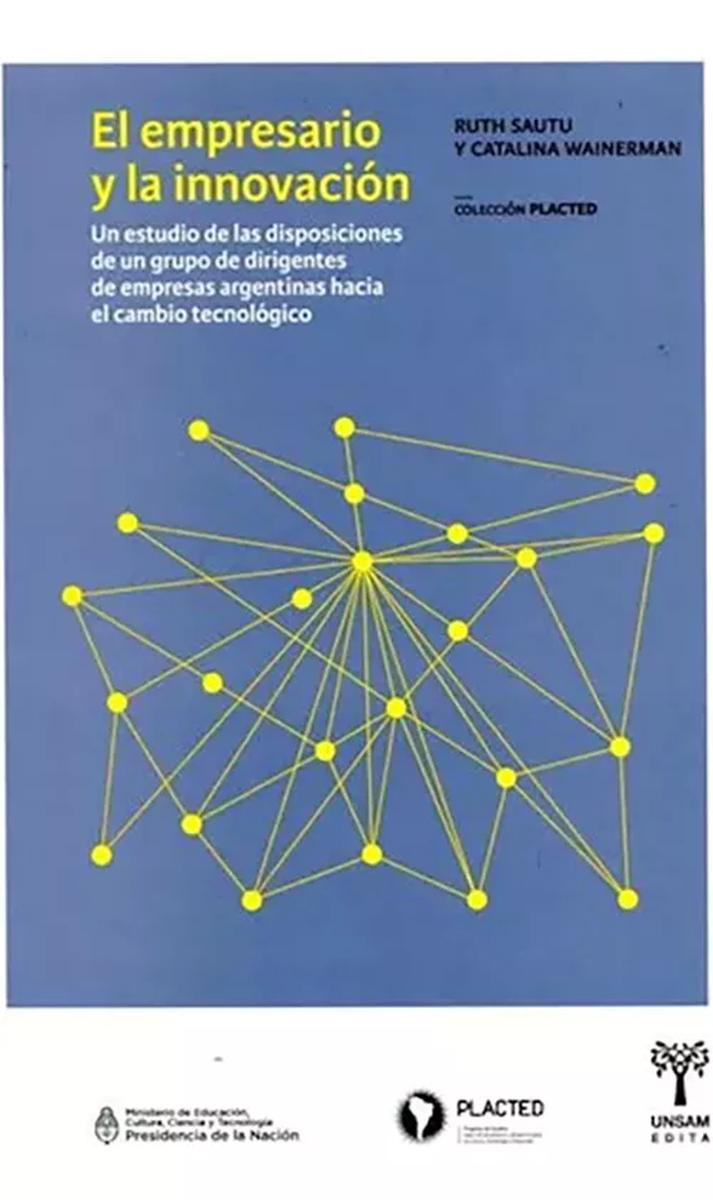 El empresario
y la innovación
Un estudio de las disposiciones
de un grupo de dirigentes
de empresas argentinas hacia
el cambio tecnológico
RUTH SAUTU
Y CATALINA WAINERMAN
COLECCIÓN PLACTED
Ministerio de Educación,
Cultura, Ciencia y Tecnología
Presidencia de la Nación
PLACTED
UNSAM
EDITA